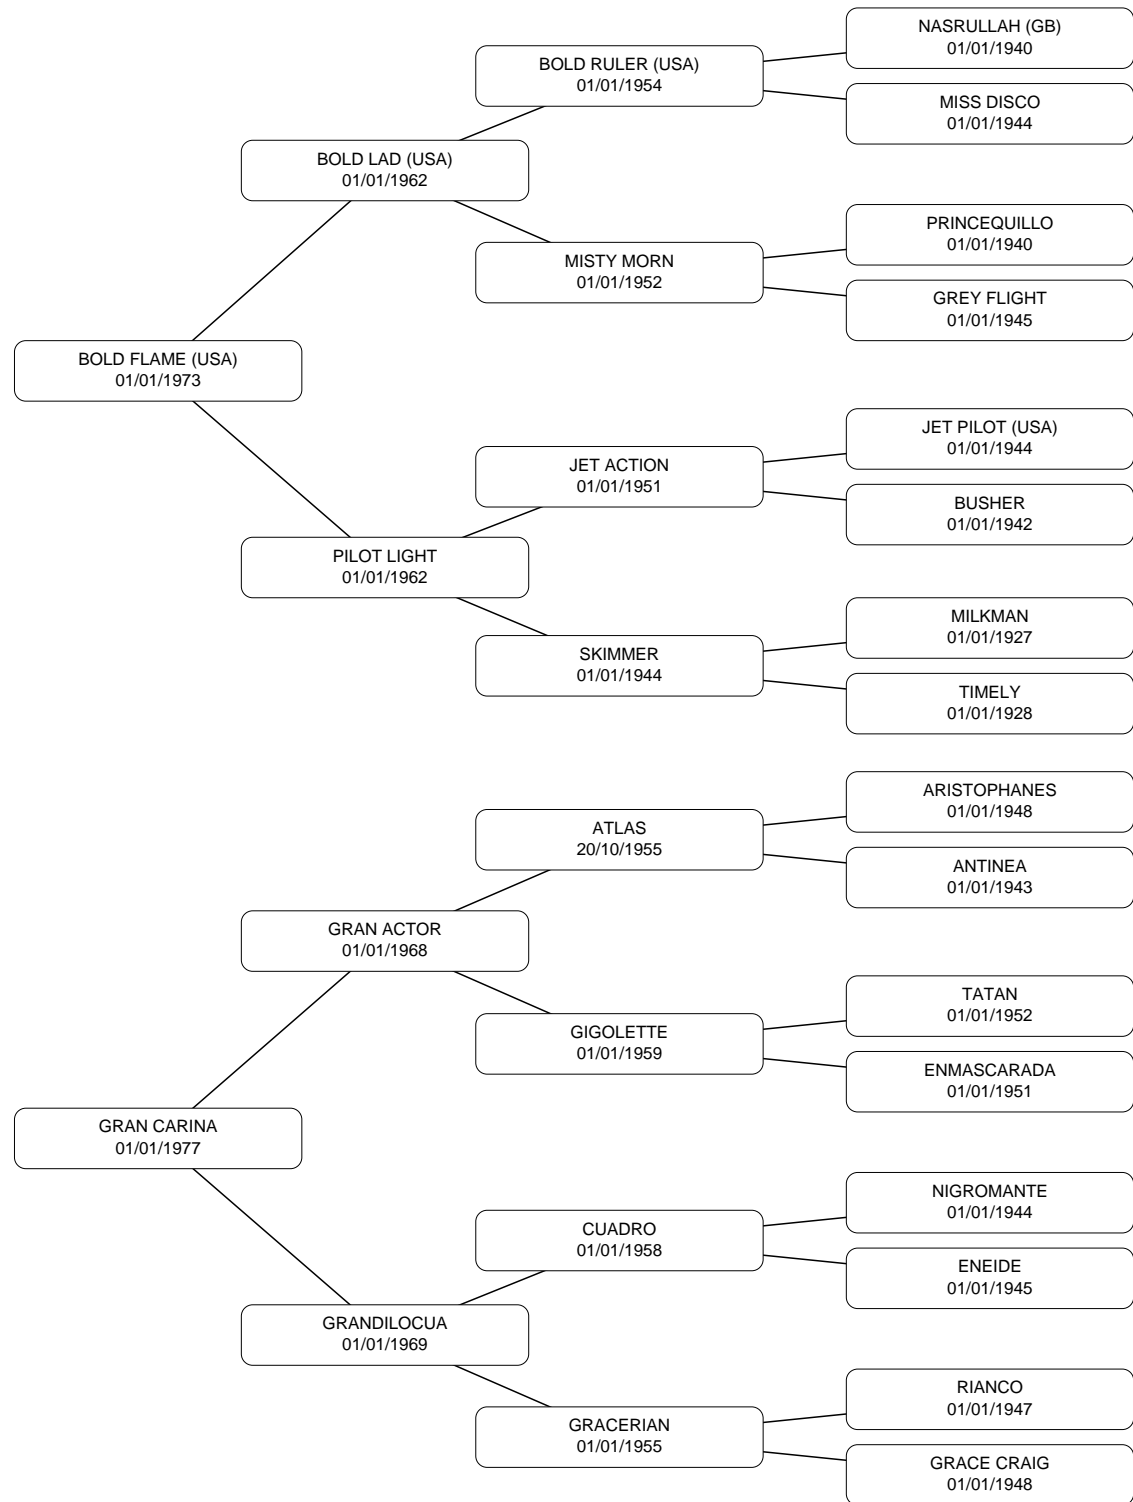 NASRULLAH (GB)
01/01/1940
BOLD RULER (USA)
01/01/1954
MISS DISCO
01/01/1944
BOLD LAD (USA)
01/01/1962
PRINCEQUILLO
01/01/1940
MISTY MORN
01/01/1952
GREY FLIGHT
01/01/1945
BOLD FLAME (USA)
01/01/1973
JET PILOT (USA)
01/01/1944
JET ACTION
01/01/1951
BUSHER
01/01/1942
PILOT LIGHT
01/01/1962
MILKMAN
01/01/1927
SKIMMER
01/01/1944
TIMELY
01/01/1928
ARISTOPHANES
01/01/1948
ATLAS
20/10/1955
ANTINEA
01/01/1943
GRAN ACTOR
01/01/1968
TATAN
01/01/1952
GIGOLETTE
01/01/1959
ENMASCARADA
01/01/1951
GRAN CARINA
01/01/1977
NIGROMANTE
01/01/1944
CUADRO
01/01/1958
ENEIDE
01/01/1945
GRANDILOCUA
01/01/1969
RIANCO
01/01/1947
GRACERIAN
01/01/1955
GRACE CRAIG
01/01/1948